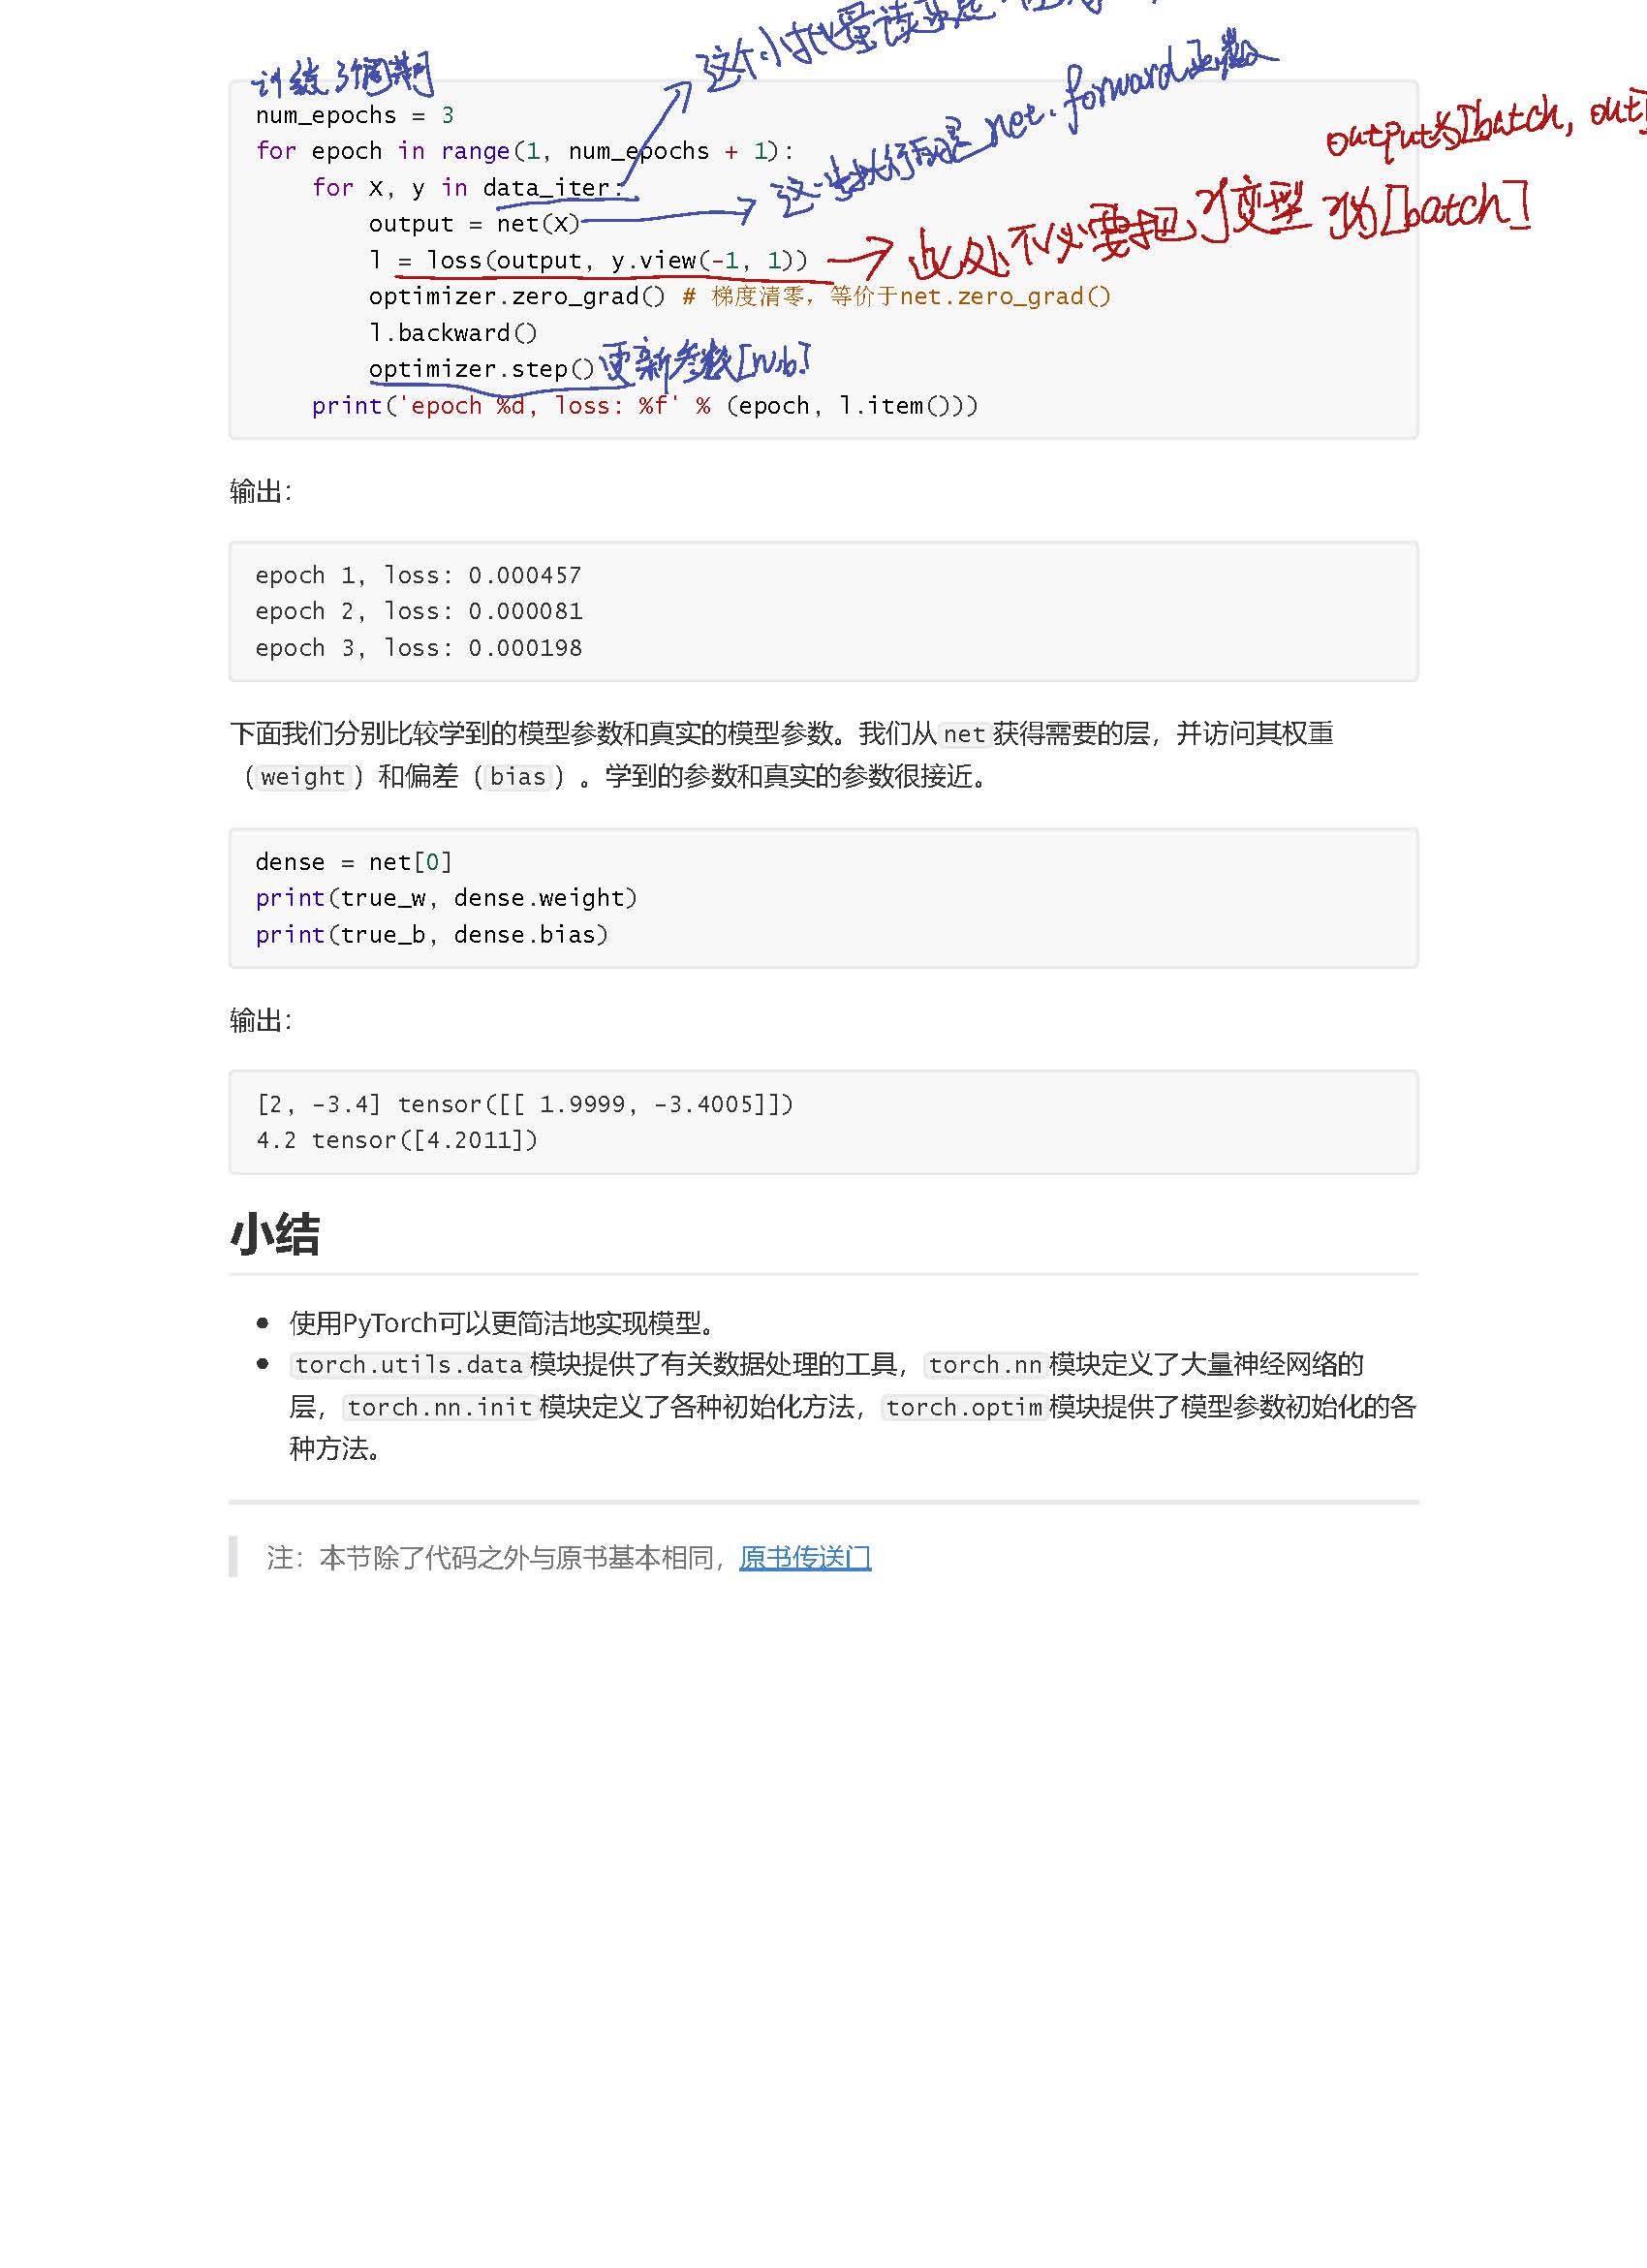 这个小批量读
训练3个周期
num_epochs = 3
for epoch in range(1, num_epochs + 1):
for X, y in data_iter:
output = net(X)
这一步执行的是 net.forward函数
output为[batch,
l = loss(output, y.view(-1, 1))
此处不必要把y变型 y为[batch]
optimizer.zero_grad() # 梯度清零，等价于net.zero_grad()
l.backward()
optimizer.step() 更新参数[w,b]
print('epoch %d, loss: %f' % (epoch, l.item()))
输出：
epoch 1, loss: 0.000457
epoch 2, loss: 0.000081
epoch 3, loss: 0.000198
下面我们分别比较学到的模型参数和真实的模型参数。我们从net获得需要的层，并访问其权重
（weight）和偏差（bias）。学到的参数和真实的参数很接近。
dense = net[0]
print(true_w, dense.weight)
print(true_b, dense.bias)
输出：
[2, -3.4] tensor([[ 1.9999, -3.4005]])
4.2 tensor([4.2011])
小结
使用PyTorch可以更简洁地实现模型。
torch.utils.data模块提供了有关数据处理的工具，torch.nn模块定义了大量神经网络的
层，torch.nn.init模块定义了各种初始化方法，torch.optim模块提供了模型参数初始化的各
种方法。
注：本节除了代码之外与原书基本相同，原书传送门